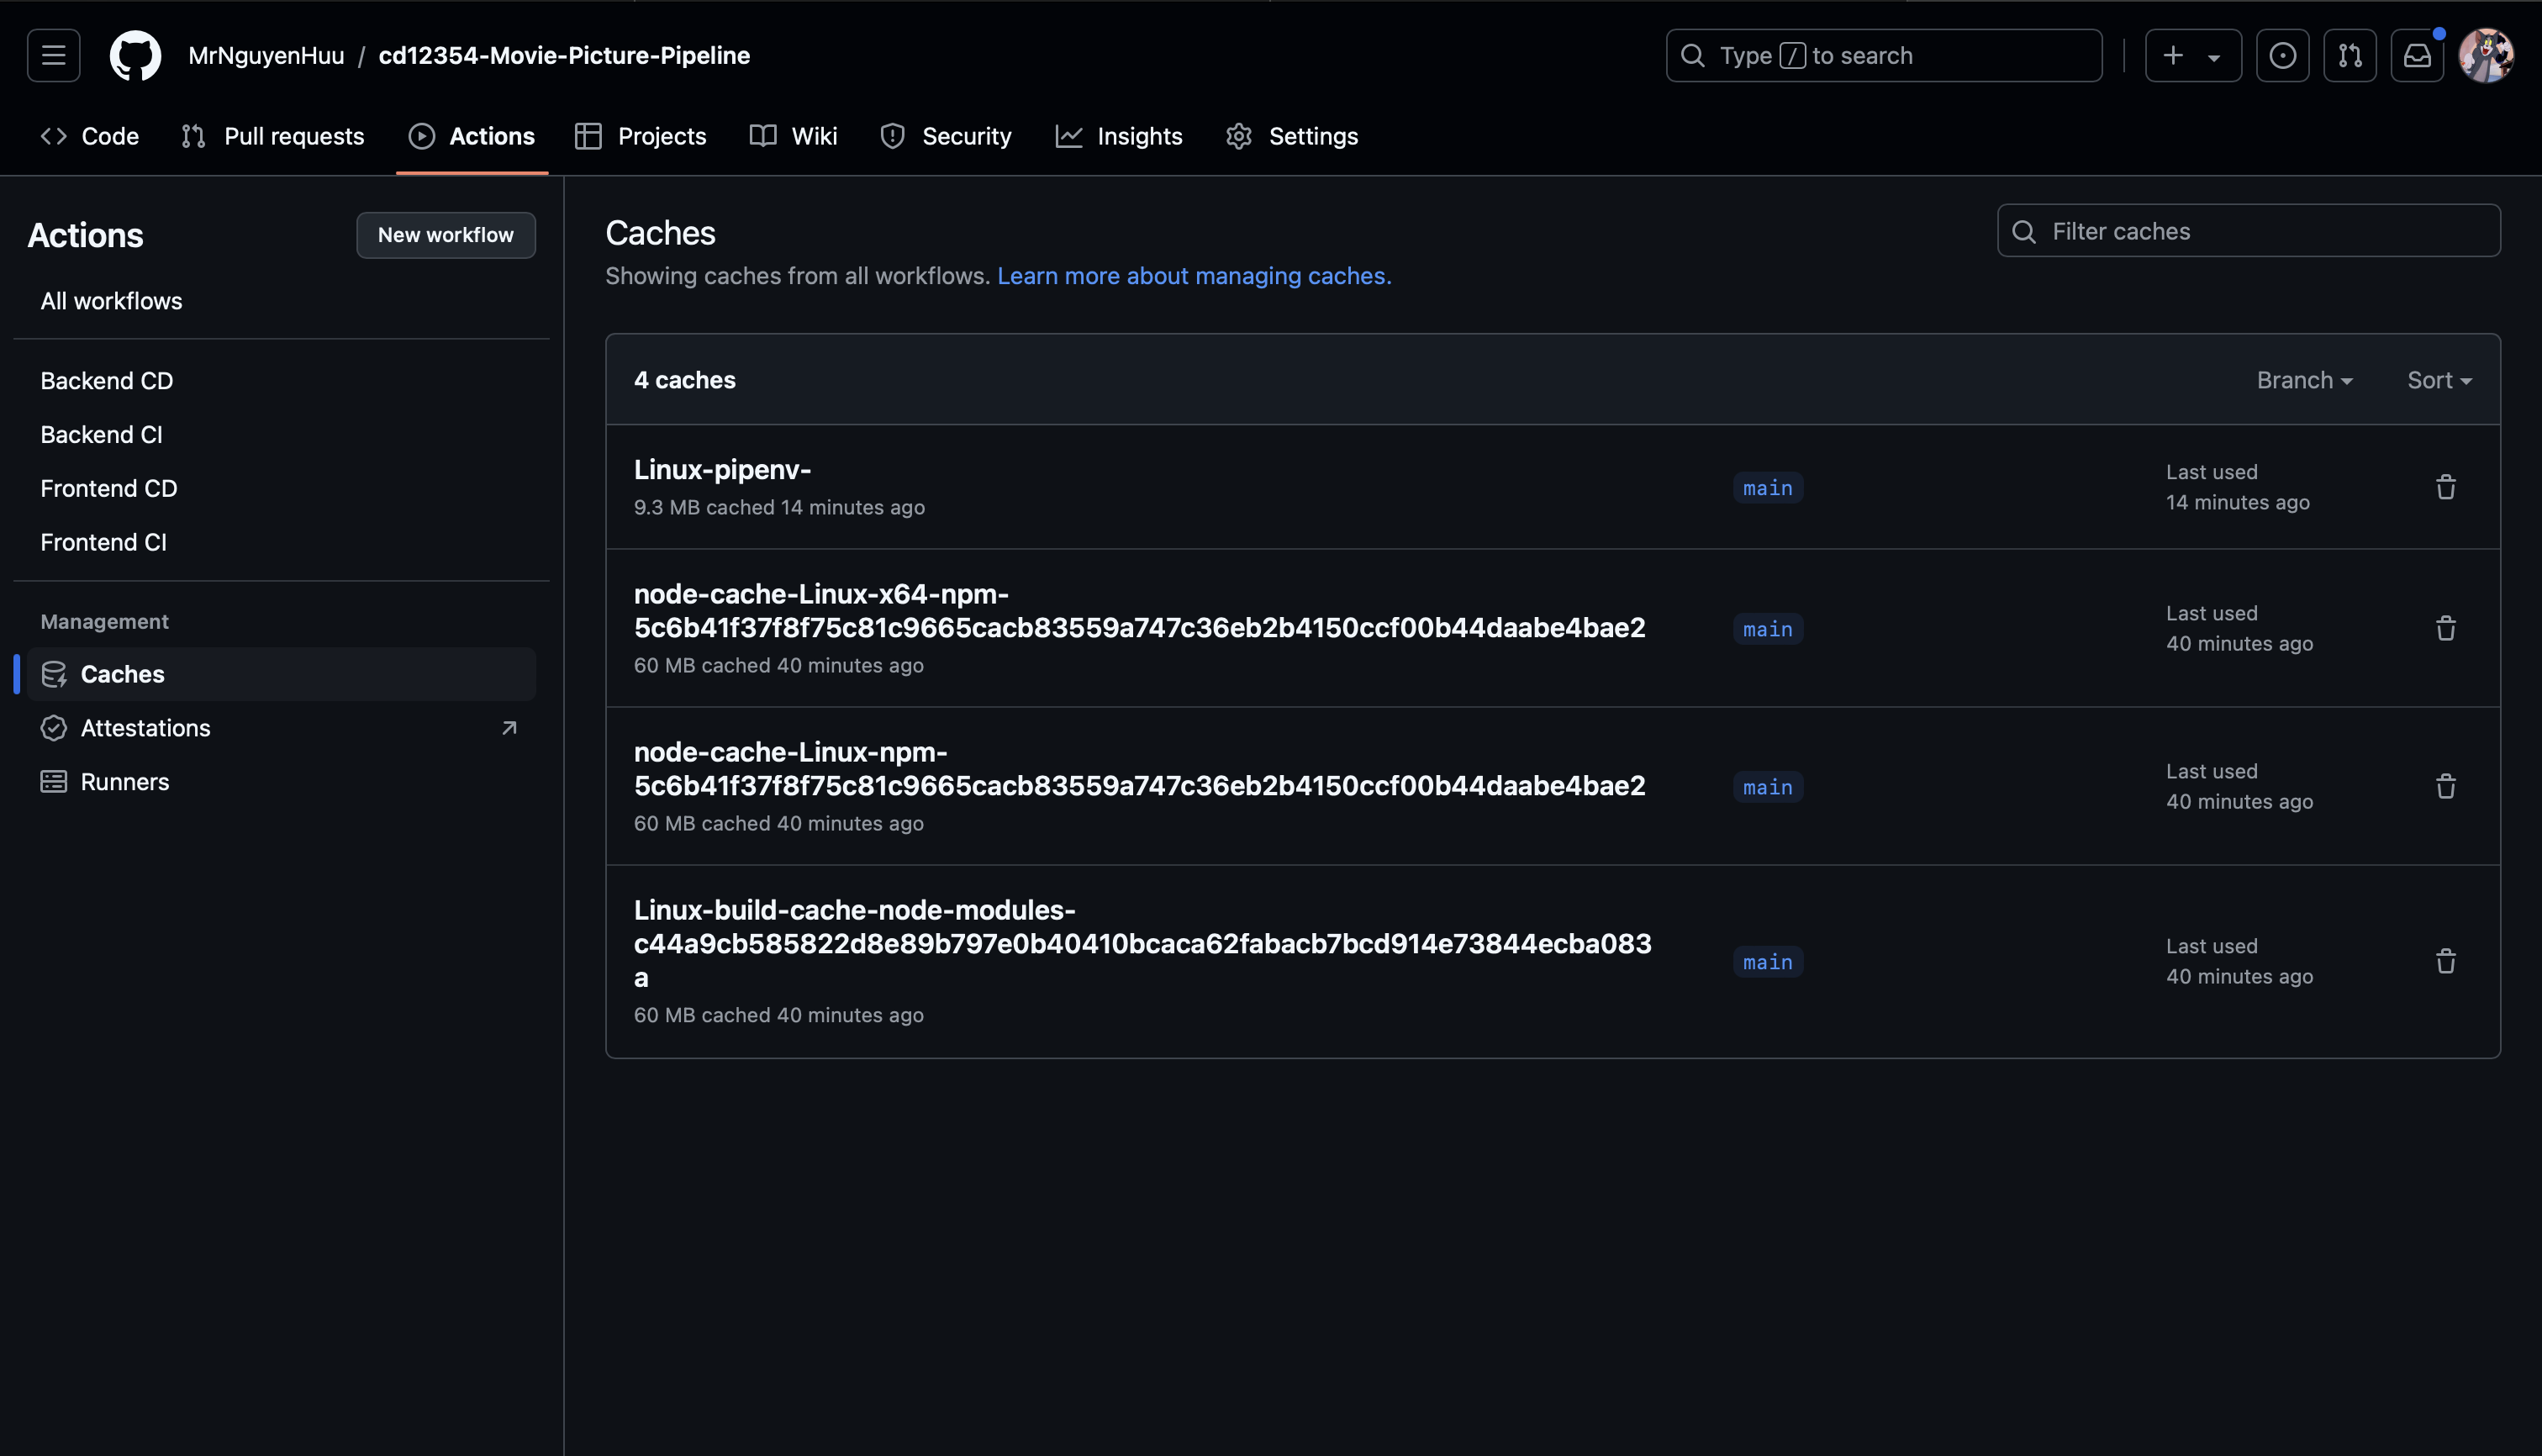 MrNguyenHuu / cd12354-Movie-Picture-Pipeline
Type / to search
Code
Pull requests
Actions
Projects
Wiki
Security
Insights
Settings
Actions
New workflow
All workflows
Backend CD
Backend CI
Frontend CD
Frontend CI
Management
Caches
Attestations
Runners
Caches
Showing caches from all workflows. Learn more about managing caches.
Filter caches
4 caches
Branch
Sort
Linux-pipenv-
9.3 MB cached 14 minutes ago
main
Last used
14 minutes ago
node-cache-Linux-x64-npm-
5c6b41f37f8f75c81c9665cacb83559a747c36eb2b4150ccf00b44daabe4bae2
60 MB cached 40 minutes ago
main
Last used
40 minutes ago
node-cache-Linux-npm-
5c6b41f37f8f75c81c9665cacb83559a747c36eb2b4150ccf00b44daabe4bae2
60 MB cached 40 minutes ago
main
Last used
40 minutes ago
Linux-build-cache-node-modules-
c44a9cb585822d8e89b797e0b40410bcaca62fabacb7bcd914e73844ecba083
a
60 MB cached 40 minutes ago
main
Last used
40 minutes ago